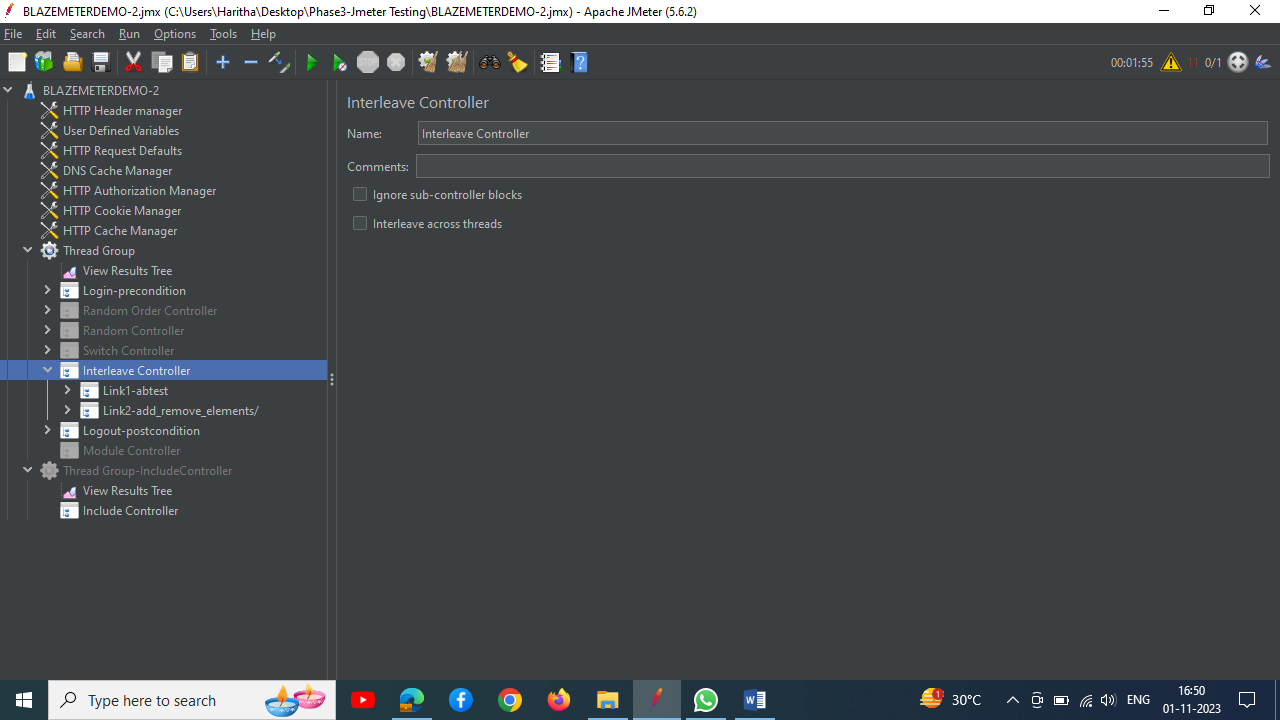 BLAZEMETERDEMO-2.jmx (C:\Users\Haritha\Desktop\Phase3-Jmeter Testing\BLAZEMETERDEMO-2.jmx) - Apache JMeter (5.6.2)
File Edit Search Run Options Tools Help
STOP 00:01:55 11 0/1
BLAZEMETERDEMO-2
HTTP Header manager
User Defined Variables
HTTP Request Defaults
DNS Cache Manager
HTTP Authorization Manager
HTTP Cookie Manager
HTTP Cache Manager
Thread Group
View Results Tree
Login-precondition
Random Order Controller
Random Controller
Switch Controller
Interleave Controller
Link1-abtest
Link2-add_remove_elements/
Logout-postcondition
Module Controller
Thread Group-IncludeController
View Results Tree
Include Controller
Interleave Controller
Name: Interleave Controller
Comments:
Ignore sub-controller blocks
Interleave across threads
Type here to search
1 30°C ENG 16:50
01-11-2023